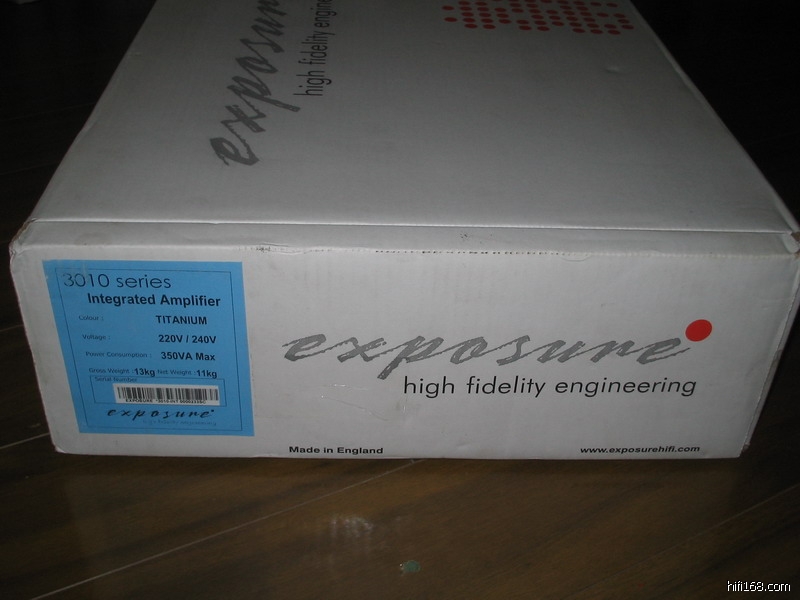 exposure
high fidelity engineering
3010 series
Integrated Amplifier
Colour :
TITANIUM
Voltage :
220V / 240V
Power Consumption :
350VA Max
Gross Weight : 13kg Net Weight : 11kg
Serial Number
exposure
exposure
high fidelity engineering
Made in England
www.exposurehifi.com
hifi168.com